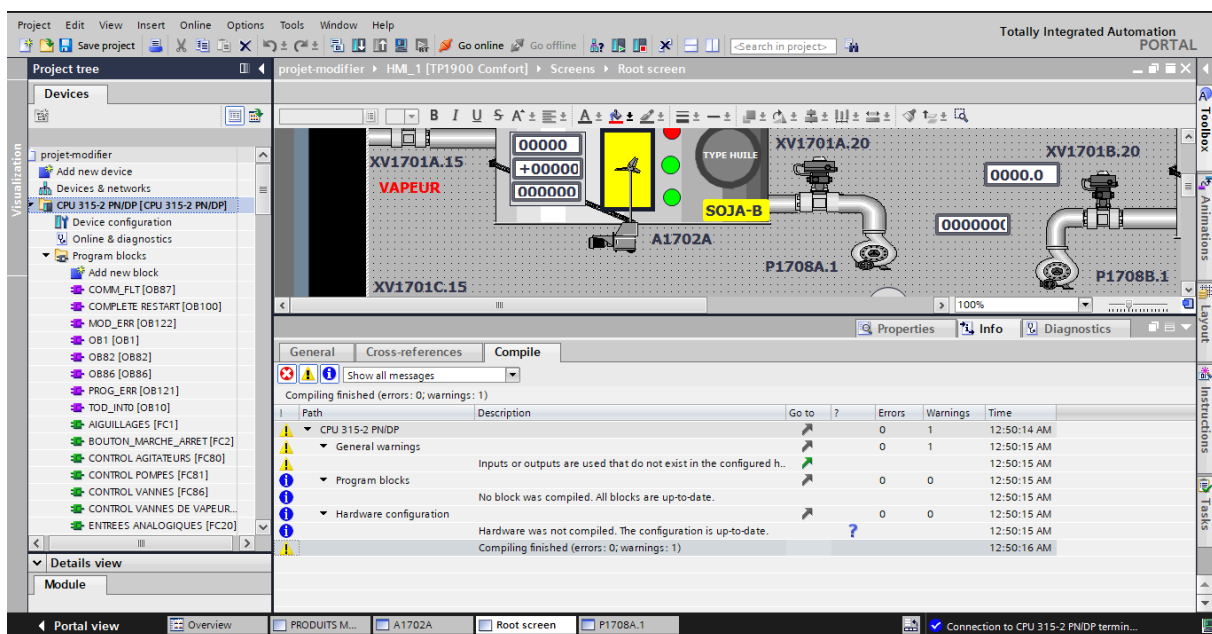 Project Edit View Insert Online Options Tools Window Help
Totally Integrated Automation
PORTAL
Save project
Go online
Go offline
<Search in project>
Project tree
projet-modifier ▸ HMI_1 [TP1900 Comfort] ▸ Screens ▸ Root screen
Devices
Visualization
projet-modifier
Add new device
Devices & networks
CPU 315-2 PN/DP [CPU 315-2 PN/DP]
Device configuration
Online & diagnostics
Program blocks
Add new block
COMM_FLT [OB87]
COMPLETE RESTART [OB100]
MOD_ERR [OB122]
OB1 [OB1]
OB82 [OB82]
OB86 [OB86]
PROG_ERR [OB121]
TOD_INT0 [OB10]
AIGUILLAGES [FC1]
BOUTON_MARCHE_ARRET [FC2]
CONTROL AGITATEURS [FC80]
CONTROL POMPES [FC81]
CONTROL VANNES [FC86]
CONTROL VANNES DE VAPEUR...
ENTREES ANALOGIQUES [FC20]
Details view
Module
B I U S A
XV1701A.15
VAPEUR
00000
+00000
000000
TYPE HUILE
SOJA-B
XV1701A.20
XV1701B.20
0000.0
000000(
A1702A
P1708A.1
P1708B.1
XV1701C.15
100%
Properties
Info
Diagnostics
General
Cross-references
Compile
Show all messages
Compiling finished (errors: 0; warnings: 1)
! Path Description Go to ? Errors Warnings Time
CPU 315-2 PN/DP 0 1 12:50:14 AM
General warnings 0 1 12:50:15 AM
Inputs or outputs are used that do not exist in the configured h.. 12:50:15 AM
Program blocks 0 0 12:50:15 AM
No block was compiled. All blocks are up-to-date. 12:50:15 AM
Hardware configuration 0 0 12:50:15 AM
Hardware was not compiled. The configuration is up-to-date. ? 12:50:15 AM
Compiling finished (errors: 0; warnings: 1) 12:50:16 AM
Toolbox
Animations
Layout
Instructions
Tasks
Portal view
Overview
PRODUITS M...
A1702A
Root screen
P1708A.1
Connection to CPU 315-2 PN/DP termin...